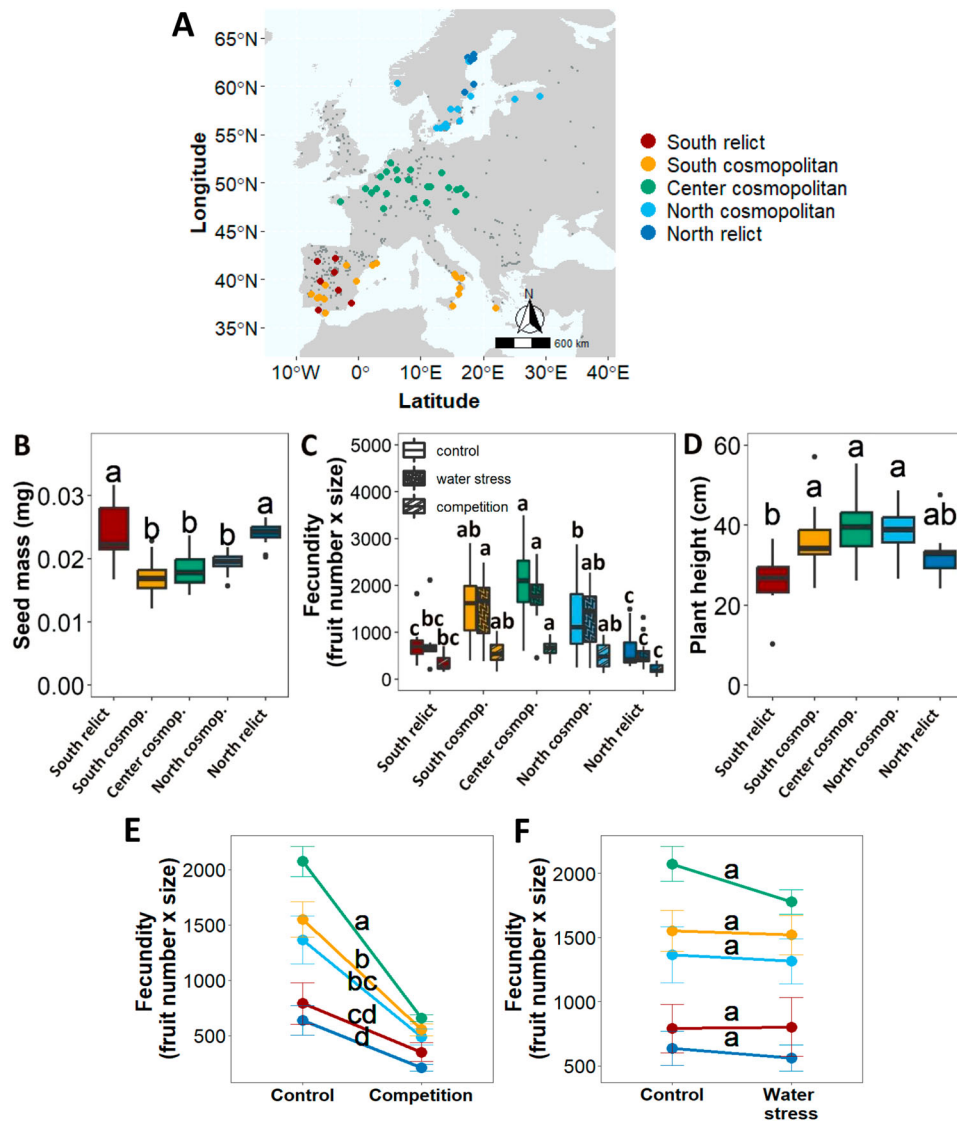 A
65°N
60°N
55°N
50°N
45°N
40°N
35°N
Longitude
10°W 0° 10°E 20°E 30°E 40°E
Latitude
N
600 km
South relict
South cosmopolitan
Center cosmopolitan
North cosmopolitan
North relict
B
Seed mass (mg)
0.03
0.02
0.01
0.00
a b b b a
South relict
South cosmop.
Center cosmop.
North cosmop.
North relict
C
Fecundity
(fruit number x size)
5000
4000
3000
2000
1000
0
control
water stress
competition
c bc bc ab a ab a a a b ab ab c c c
South relict
South cosmop.
Center cosmop.
North cosmop.
North relict
D
Plant height (cm)
60
40
20
0
b a a a ab
South relict
South cosmop.
Center cosmop.
North cosmop.
North relict
E
Fecundity
(fruit number x size)
2000
1500
1000
500
a
b
bc
cd
d
Control Competition
F
Fecundity
(fruit number x size)
2000
1500
1000
500
a
a
a
a
a
Control Water
stress